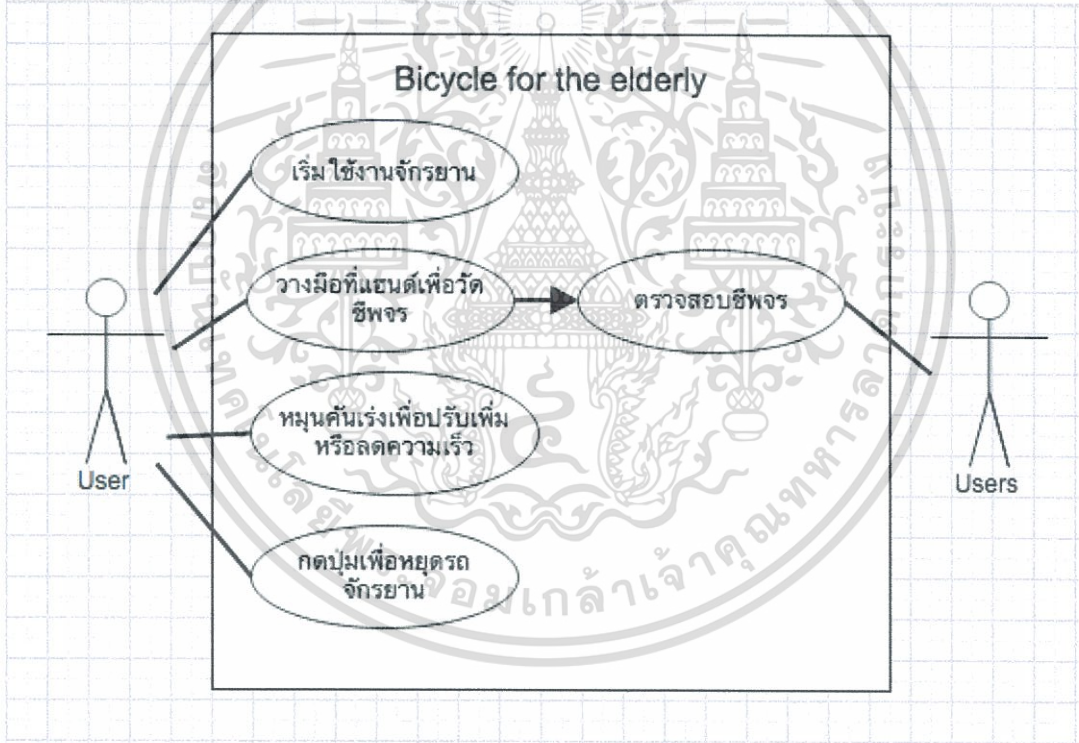 Bicycle for the elderly
เริ่มใช้งานจักรยาน
วางมือที่แฮนด์เพื่อวัด
ชีพจร
ตรวจสอบชีพจร
หมุนคันเร่งเพื่อปรับเพิ่ม
หรือลดความเร็ว
กดปุ่มเพื่อหยุดรถ
จักรยาน
User
Users